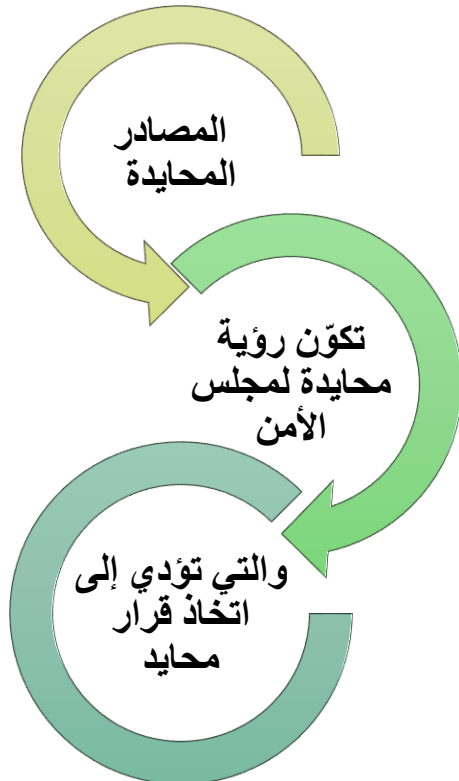 المصادر
المحايدة
تكوّن رؤية
محايدة لمجلس
الأمن
والتي تؤدي إلى
اتخاذ قرار
محايد